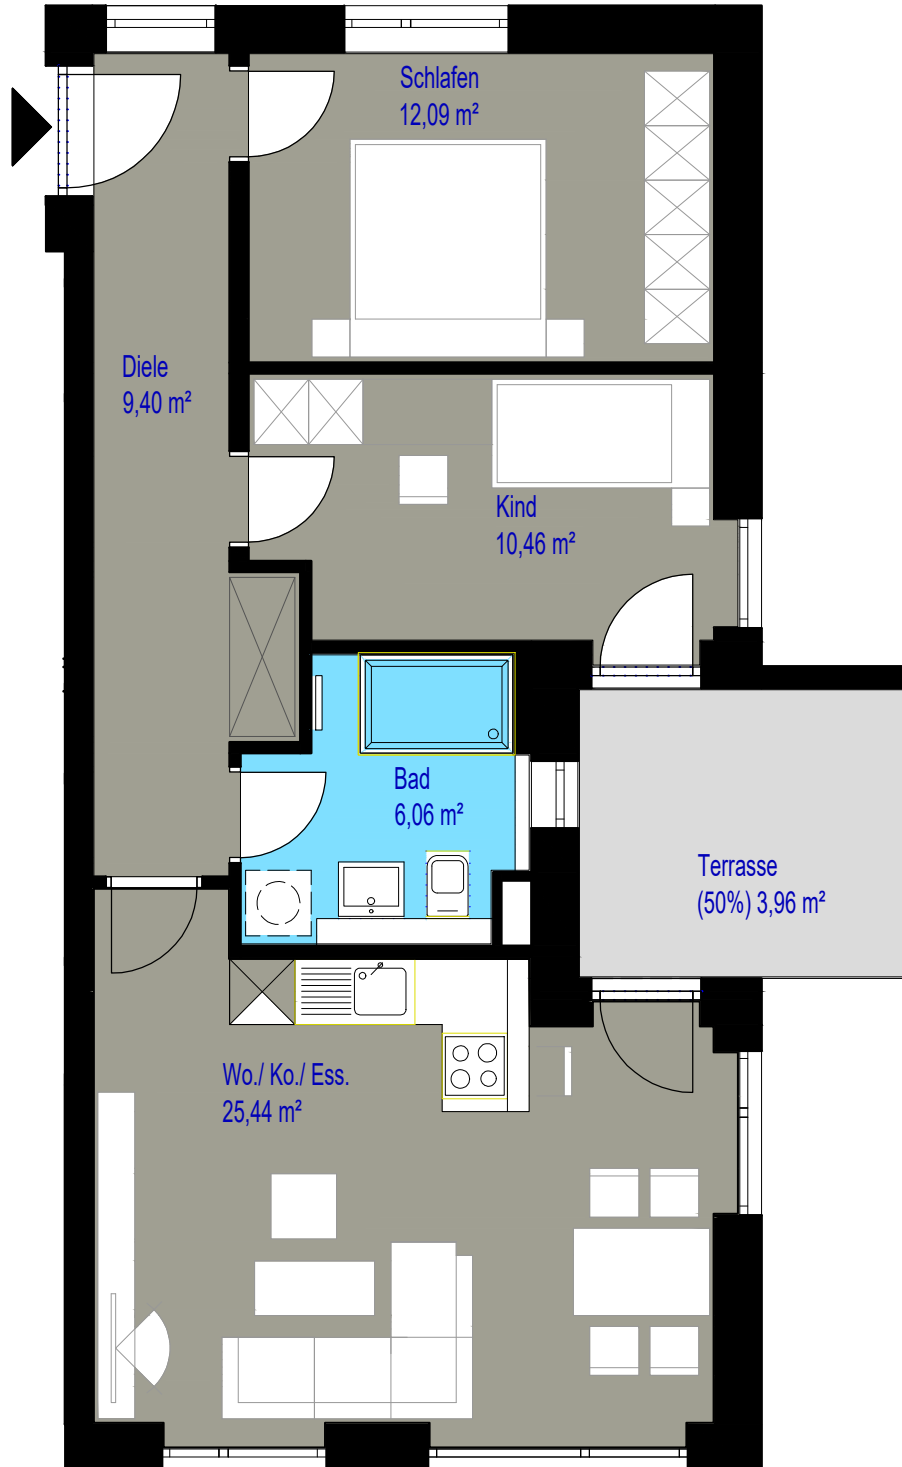 Schlafen
12,09 m²
Diele
9,40 m²
Kind
10,46 m²
Bad
6,06 m²
Terrasse
(50%) 3,96 m²
Wo./ Ko./ Ess.
25,44 m²